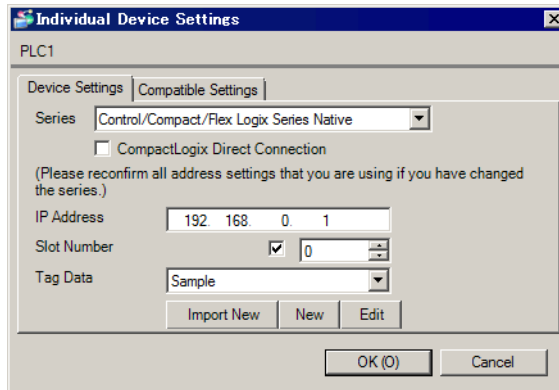 Individual Device Settings
PLC1
Device Settings Compatible Settings
Series Control/Compact/Flex Logix Series Native
CompactLogix Direct Connection
(Please reconfirm all address settings that you are using if you have changed
the series.)
IP Address 192. 168. 0. 1
Slot Number 0
Tag Data Sample
Import New New Edit
OK (O) Cancel